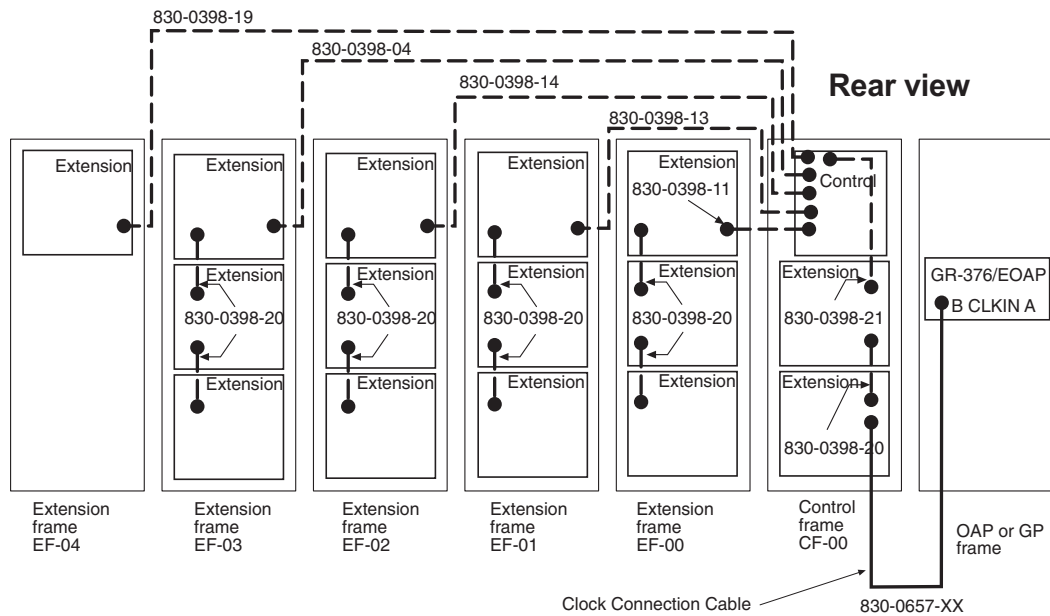 830-0398-19
830-0398-04
830-0398-14
Rear view
830-0398-13
Extension
Extension
Extension
Extension
Extension
830-0398-11
Control
Extension
Extension
Extension
Extension
Extension
GR-376/EOAP
B CLKIN A
830-0398-20
830-0398-20
830-0398-20
830-0398-20
830-0398-21
Extension
Extension
Extension
Extension
Extension
830-0398-20
Extension
frame
EF-04
Extension
frame
EF-03
Extension
frame
EF-02
Extension
frame
EF-01
Extension
frame
EF-00
Control
frame
CF-00
OAP or GP
frame
Clock Connection Cable
830-0657-XX